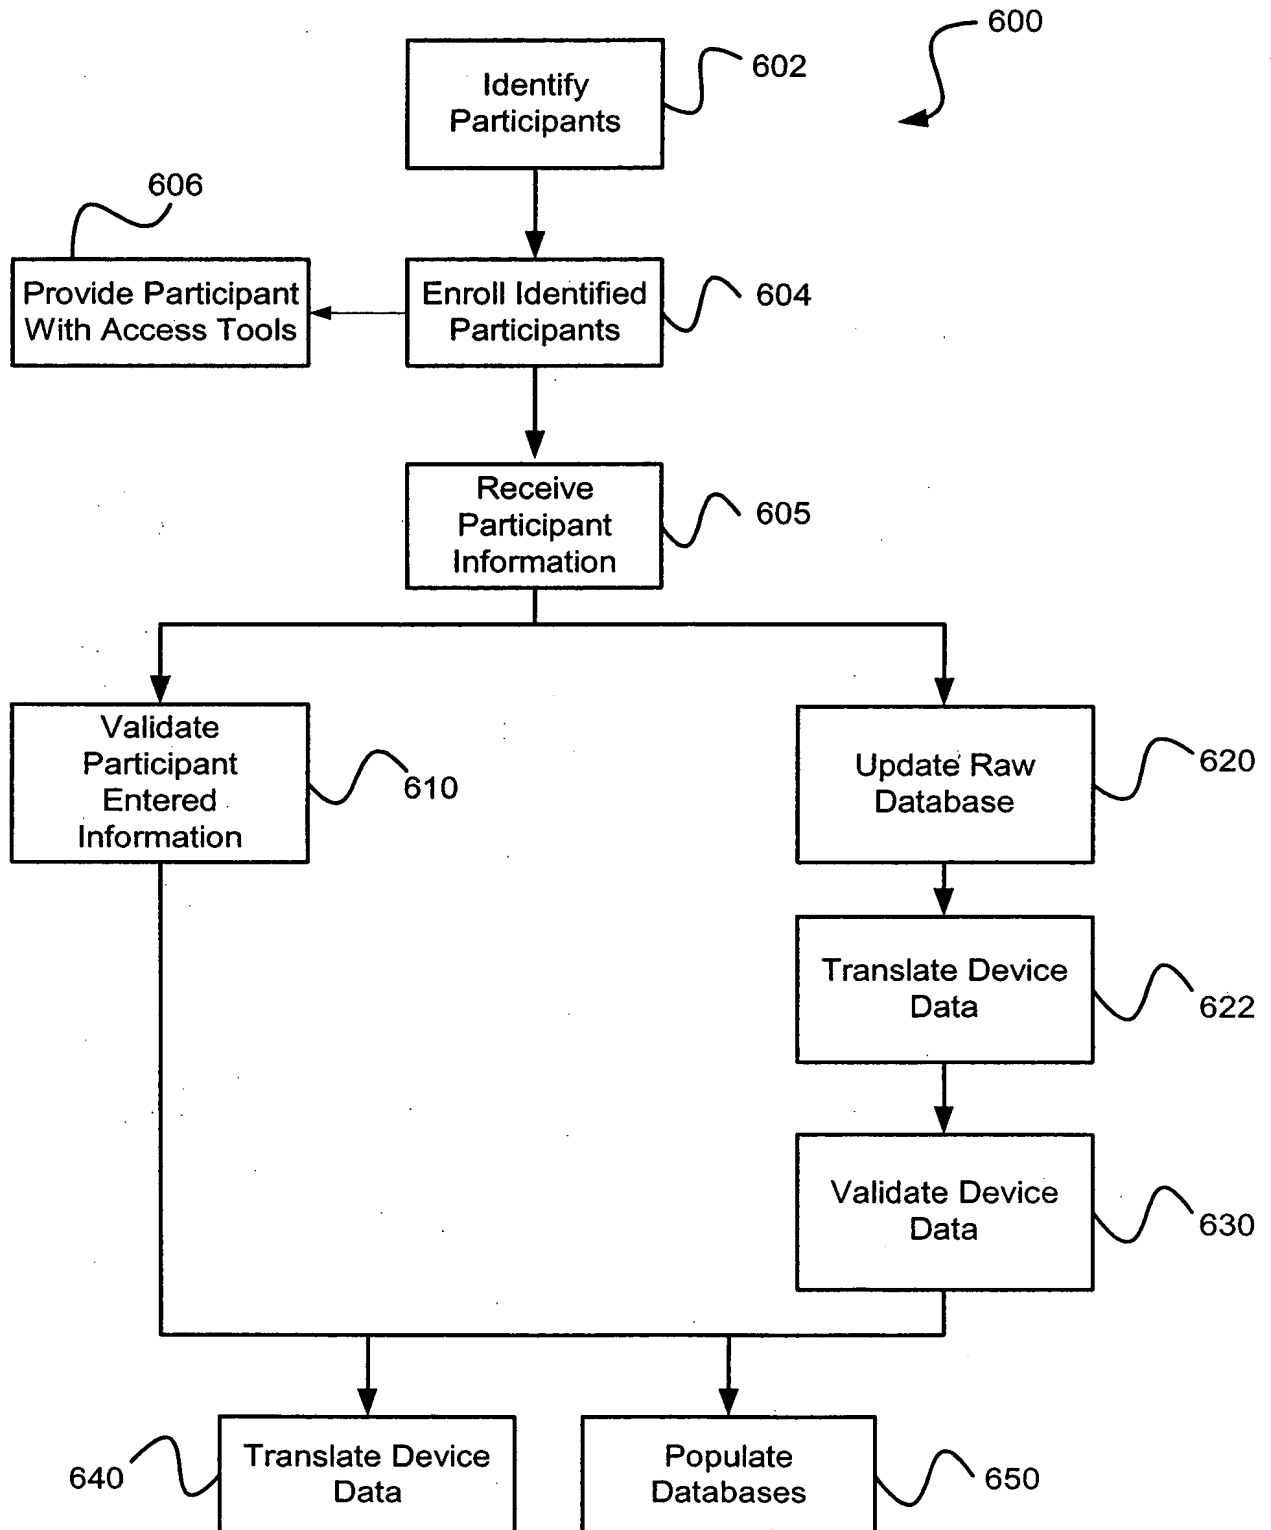 600
Identify
Participants
602
606
Provide Participant
With Access Tools
Enroll Identified
Participants
604
Receive
Participant
Information
605
Validate
Participant
Entered
Information
610
Update Raw
Database
620
Translate Device
Data
622
Validate Device
Data
630
640
Translate Device
Data
Populate
Databases
650